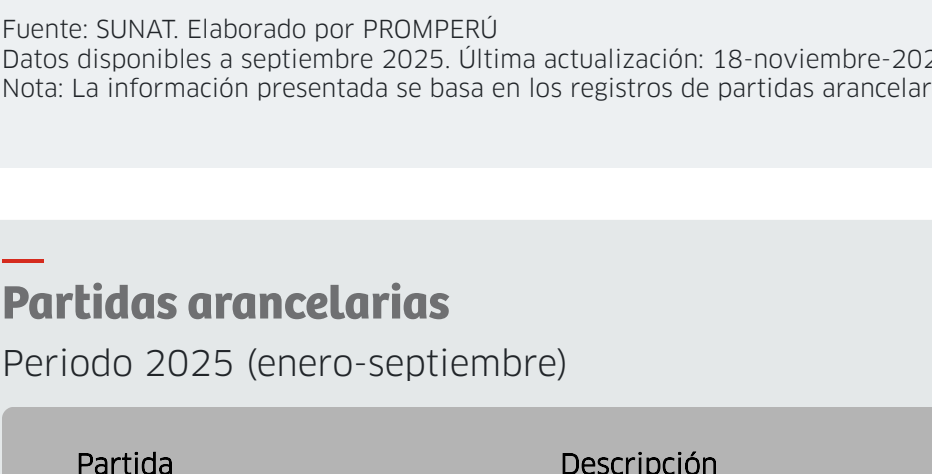 Fuente: SUNAT. Elaborado por PROMPERÚ
Datos disponibles a septiembre 2025. Última actualización: 18-noviembre-202
Nota: La información presentada se basa en los registros de partidas arancelar
Partidas arancelarias
Periodo 2025 (enero-septiembre)
Partida Descripción